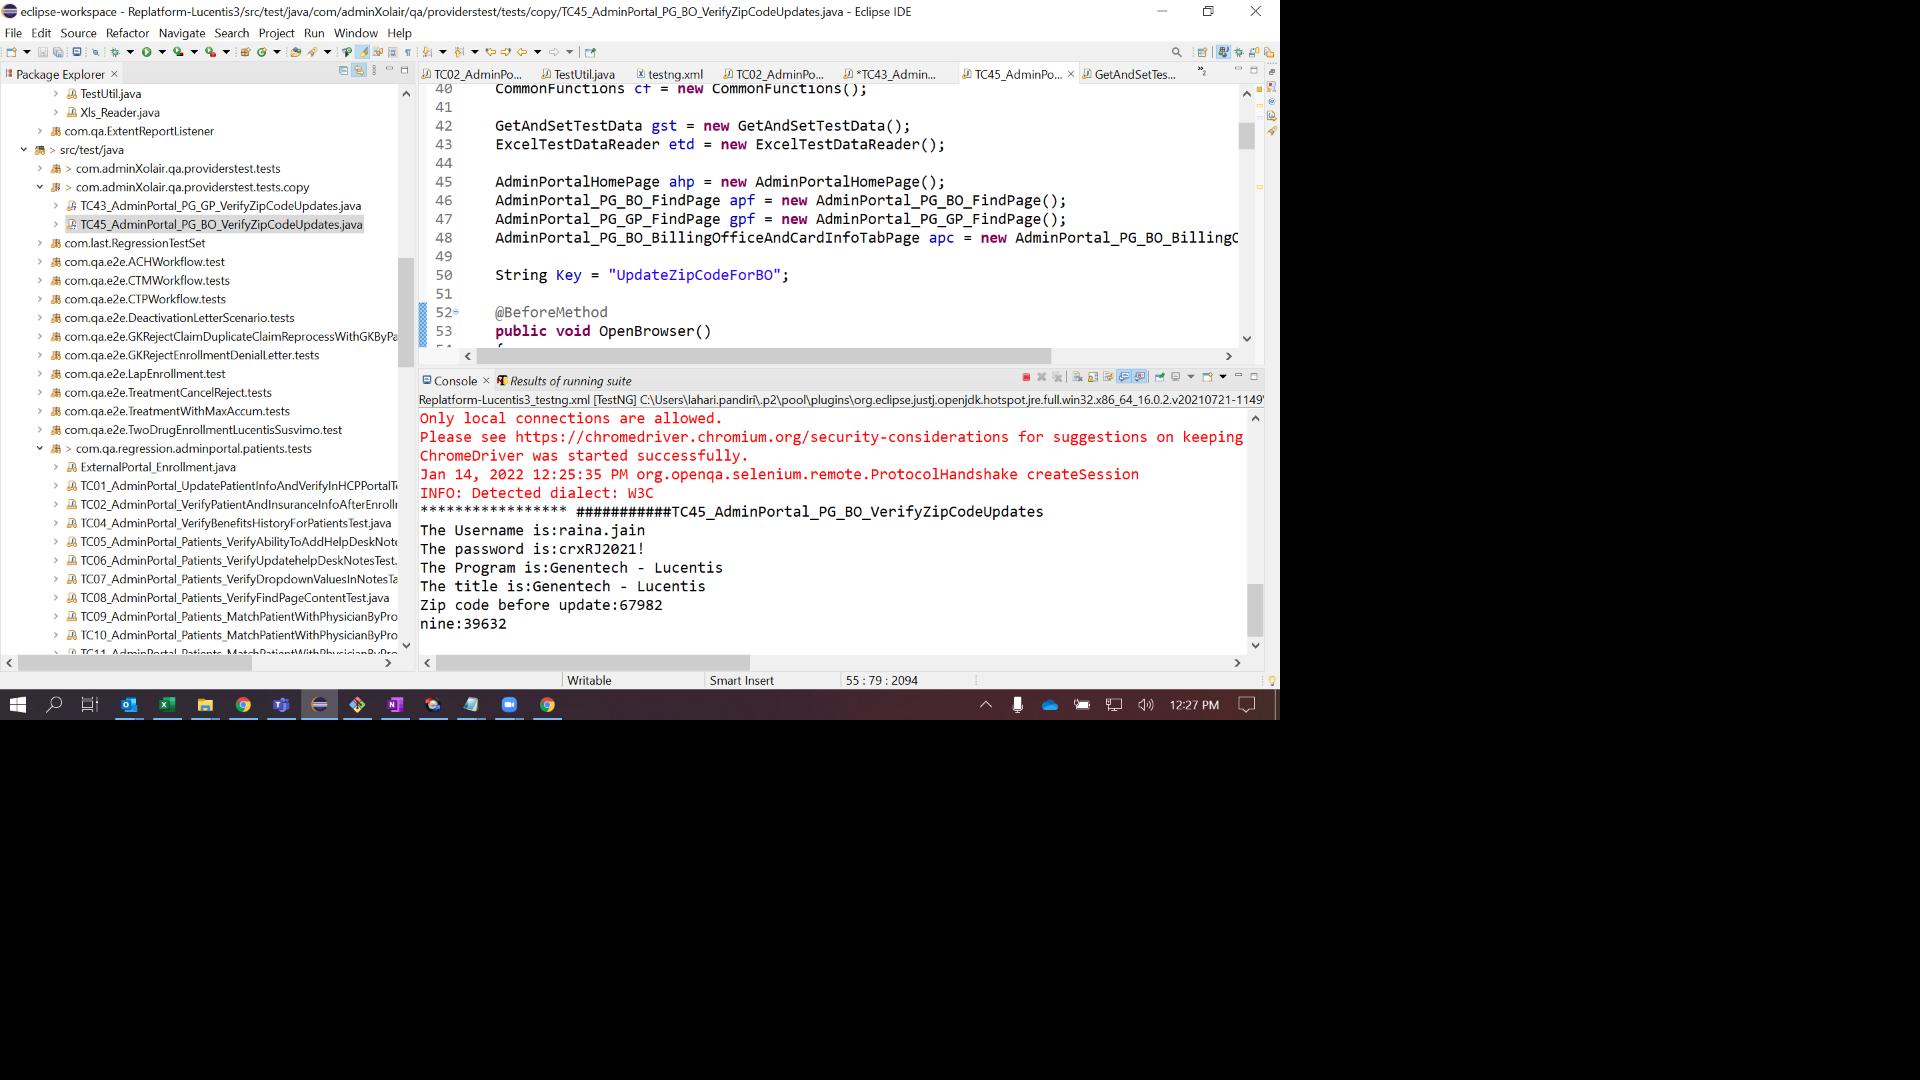 eclipse-workspace - Replatform-Lucentis3/src/test/java/com/adminXolair/qa/providerstest/tests/copy/TC45_AdminPortal_PG_BO_VerifyZipCodeUpdates.java - Eclipse IDE
File Edit Source Refactor Navigate Search Project Run Window Help
Package Explorer
TestUtil.java
Xls_Reader.java
com.qa.ExtentReportListener
> src/test/java
> com.adminXolair.qa.providerstest.tests
> com.adminXolair.qa.providerstest.tests.copy
TC43_AdminPortal_PG_GP_VerifyZipCodeUpdates.java
TC45_AdminPortal_PG_BO_VerifyZipCodeUpdates.java
com.last.RegressionTestSet
com.qa.e2e.ACHWorkflow.test
com.qa.e2e.CTMWorkflow.tests
com.qa.e2e.CTPWorkflow.tests
com.qa.e2e.DeactivationLetterScenario.tests
com.qa.e2e.GKRejectClaimDuplicateClaimReprocessWithGKByPa
com.qa.e2e.GKRejectEnrollmentDenialLetter.tests
com.qa.e2e.LapEnrollment.test
com.qa.e2e.TreatmentCancelReject.tests
com.qa.e2e.TreatmentWithMaxAccum.tests
com.qa.e2e.TwoDrugEnrollmentLucentisSusvimo.test
> com.qa.regression.adminportal.patients.tests
ExternalPortal_Enrollment.java
TC01_AdminPortal_UpdatePatientInfoAndVerifyInHCPPortalT
TC02_AdminPortal_VerifyPatientAndInsuranceInfoAfterEnroll
TC04_AdminPortal_VerifyBenefitsHistoryForPatientsTest.java
TC05_AdminPortal_Patients_VerifyAbilityToAddHelpDeskNote
TC06_AdminPortal_Patients_VerifyUpdatehelpDeskNotesTest.
TC07_AdminPortal_Patients_VerifyDropdownValuesInNotesTa
TC08_AdminPortal_Patients_VerifyFindPageContentTest.java
TC09_AdminPortal_Patients_MatchPatientWithPhysicianByPro
TC10_AdminPortal_Patients_MatchPatientWithPhysicianByPro
TC11_AdminPortal_Patients_MatchPatientWithPhysicianByPro
TC02_AdminPo... TestUtil.java testng.xml TC02_AdminPo... *TC43_Admin... TC45_AdminPo... GetAndSetTes... »2
40 CommonFunctions cf = new CommonFunctions();
41
42 GetAndSetTestData gst = new GetAndSetTestData();
43 ExcelTestDataReader etd = new ExcelTestDataReader();
44
45 AdminPortalHomePage ahp = new AdminPortalHomePage();
46 AdminPortal_PG_BO_FindPage apf = new AdminPortal_PG_BO_FindPage();
47 AdminPortal_PG_GP_FindPage gpf = new AdminPortal_PG_GP_FindPage();
48 AdminPortal_PG_BO_BillingOfficeAndCardInfoTabPage apc = new AdminPortal_PG_BO_BillingO
49
50 String Key = "UpdateZipCodeForBO";
51
52 @BeforeMethod
53 public void OpenBrowser()
Console Results of running suite
Replatform-Lucentis3_testng.xml [TestNG] C:\Users\lahari.pandiri\.p2\pool\plugins\org.eclipse.justj.openjdk.hotspot.jre.full.win32.x86_64_16.0.2.v20210721-1149\
Only local connections are allowed.
Please see https://chromedriver.chromium.org/security-considerations for suggestions on keeping
ChromeDriver was started successfully.
Jan 14, 2022 12:25:35 PM org.openqa.selenium.remote.ProtocolHandshake createSession
INFO: Detected dialect: W3C
***************** ###########TC45_AdminPortal_PG_BO_VerifyZipCodeUpdates
The Username is:raina.jain
The password is:crxRJ2021!
The Program is:Genentech - Lucentis
The title is:Genentech - Lucentis
Zip code before update:67982
nine:39632
Writable Smart Insert 55 : 79 : 2094
12:27 PM